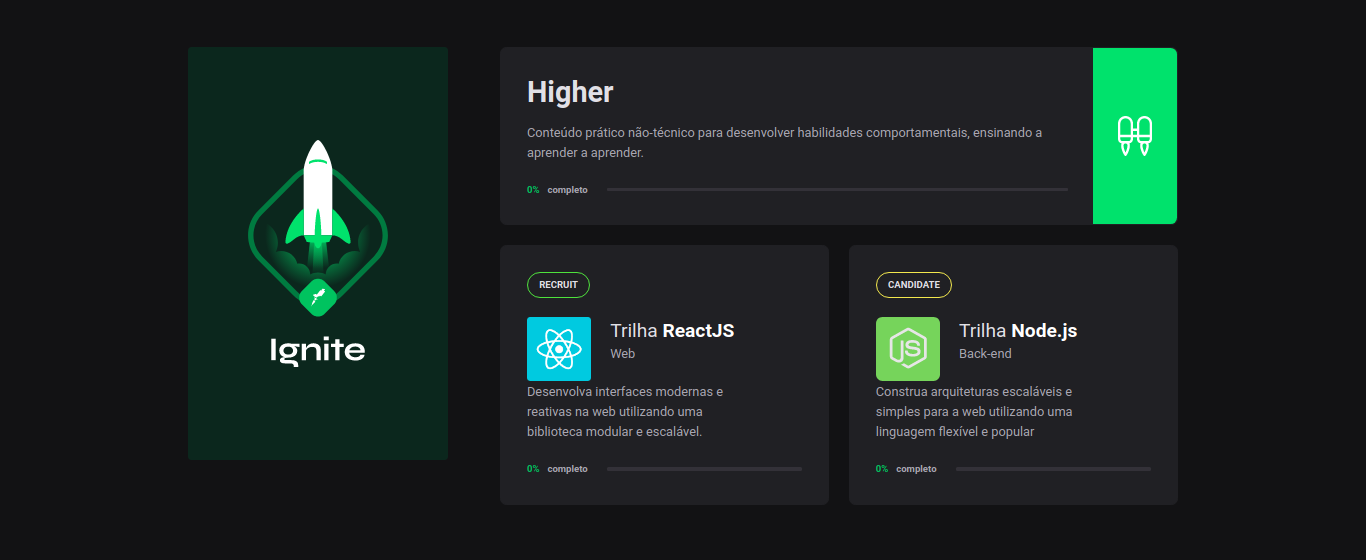 Ignite
Higher
Conteúdo prático não-técnico para desenvolver habilidades comportamentais, ensinando a
aprender a aprender.
0% completo
RECRUIT
Trilha ReactJS
Web
Desenvolva interfaces modernas e
reativas na web utilizando uma
biblioteca modular e escalável.
0% completo
CANDIDATE
JS
Trilha Node.js
Back-end
Construa arquiteturas escaláveis e
simples para a web utilizando uma
linguagem flexível e popular
0% completo